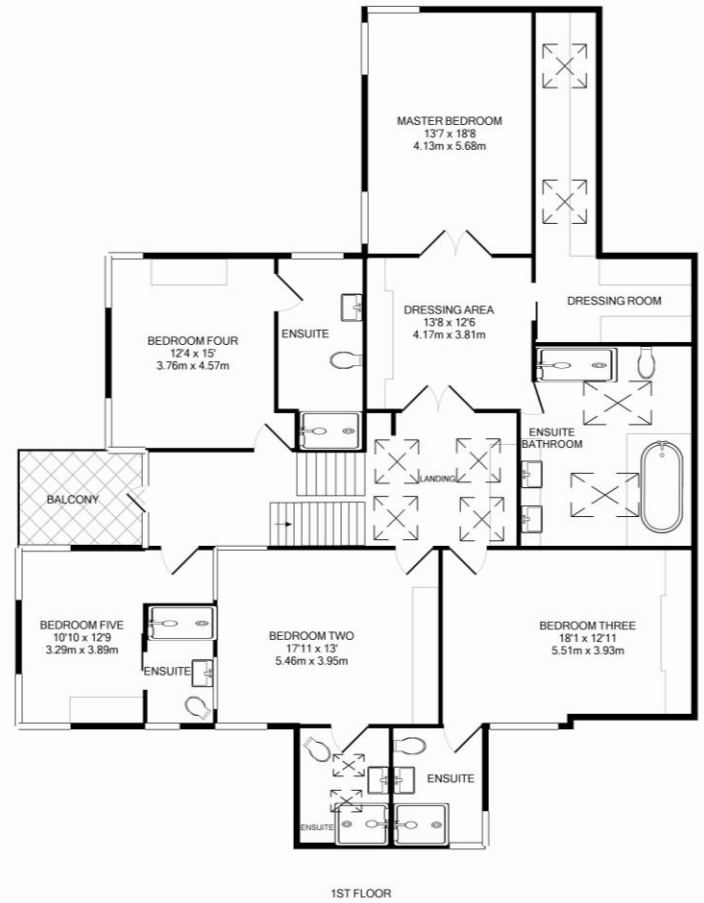 MASTER BEDROOM
13'7 x 18'8
4.13m x 5.68m
DRESSING ROOM
DRESSING AREA
13'8 x 12'6
4.17m x 3.81m
ENSUITE
BEDROOM FOUR
12'4 x 15'
3.76m x 4.57m
ENSUITE
BATHROOM
LANDING
BALCONY
BEDROOM FIVE
10'10 x 12'9
3.29m x 3.89m
BEDROOM TWO
17'11 x 13'
5.46m x 3.95m
BEDROOM THREE
18'1 x 12'11
5.51m x 3.93m
ENSUITE
ENSUITE
ENSUITE
1ST FLOOR